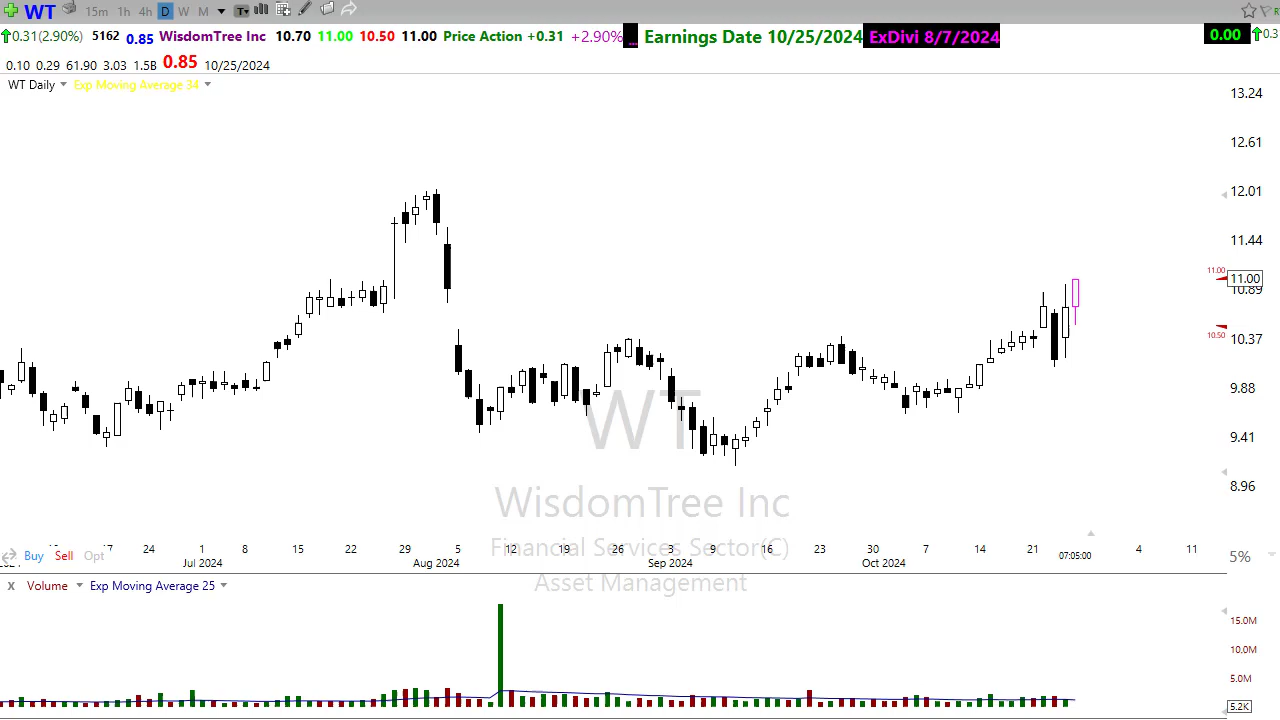 WT 15m 1h 4h D W M T
0.31(2.90%) 5162 0.85 WisdomTree Inc 10.70 11.00 10.50 11.00 Price Action +0.31 +2.90% ... Earnings Date 10/25/2024 ExDivi 8/7/2024 0.00 0.3
0.10 0.29 61.90 3.03 1.5B 0.85 10/25/2024
WT Daily Exp Moving Average 34
13.24
12.61
12.01
11.44
11.00 11.00
10.89
10.50 10.37
9.88
WT
9.41
8.96
WisdomTree Inc
Financial Services Sector(C)
Asset Management
17 24 1 8 15 22 29 5 12 19 26 3 9 16 23 30 7 14 21 4 11
Buy Sell Opt 07:05:00 5%
Jul 2024 Aug 2024 Sep 2024 Oct 2024
X Volume Exp Moving Average 25
15.0M
10.0M
5.0M
5.2K